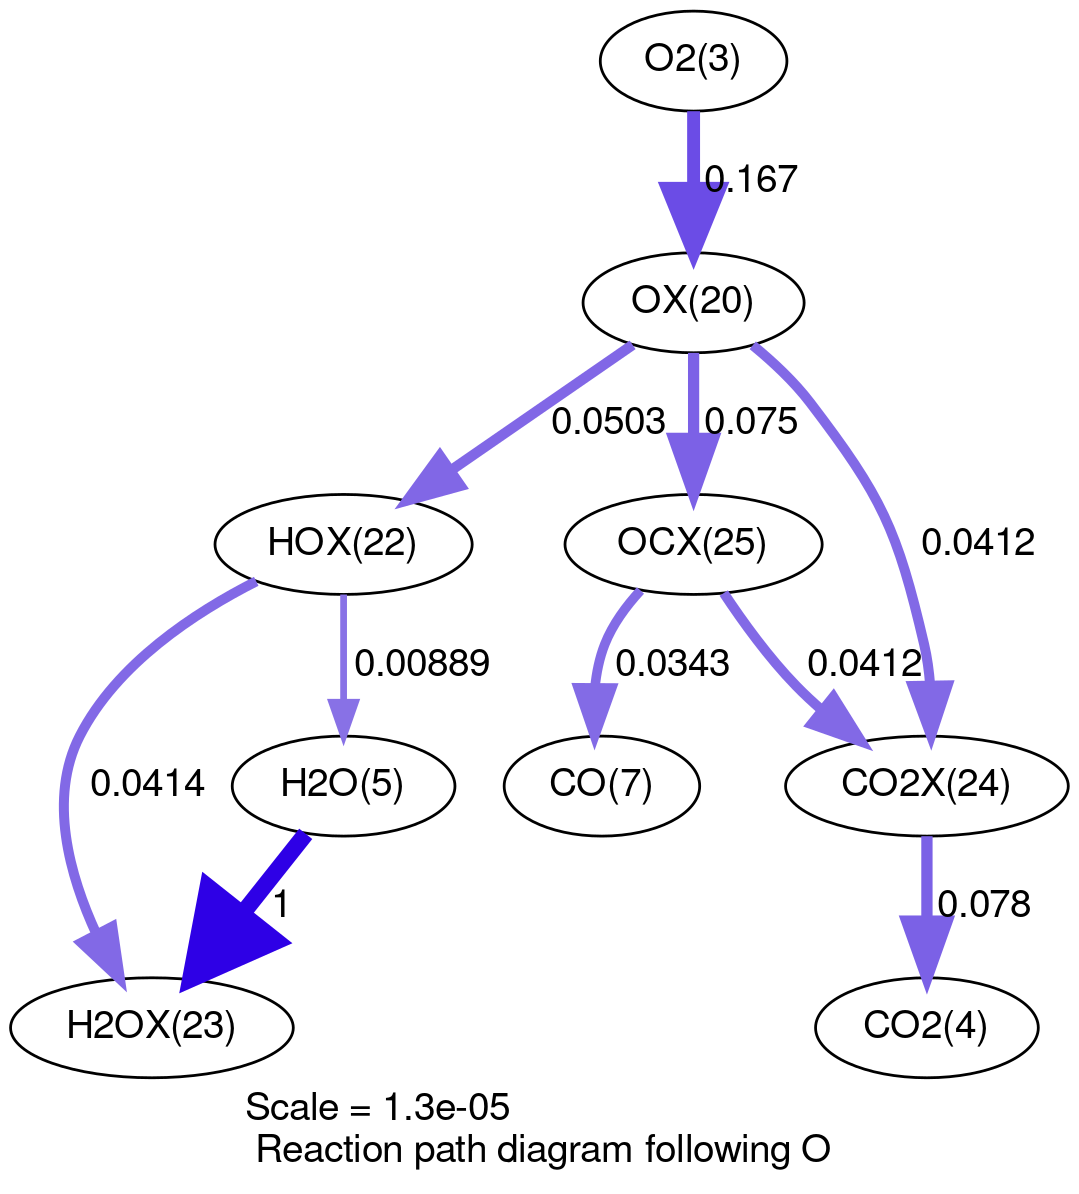 O2(3)
0.167
OX(20)
0.0503
0.075
HOX(22)
OCX(25)
0.0412
0.00889
0.0343
0.0412
0.0414
H2O(5)
CO(7)
CO2X(24)
1
0.078
H2OX(23)
CO2(4)
Scale = 1.3e-05
Reaction path diagram following O